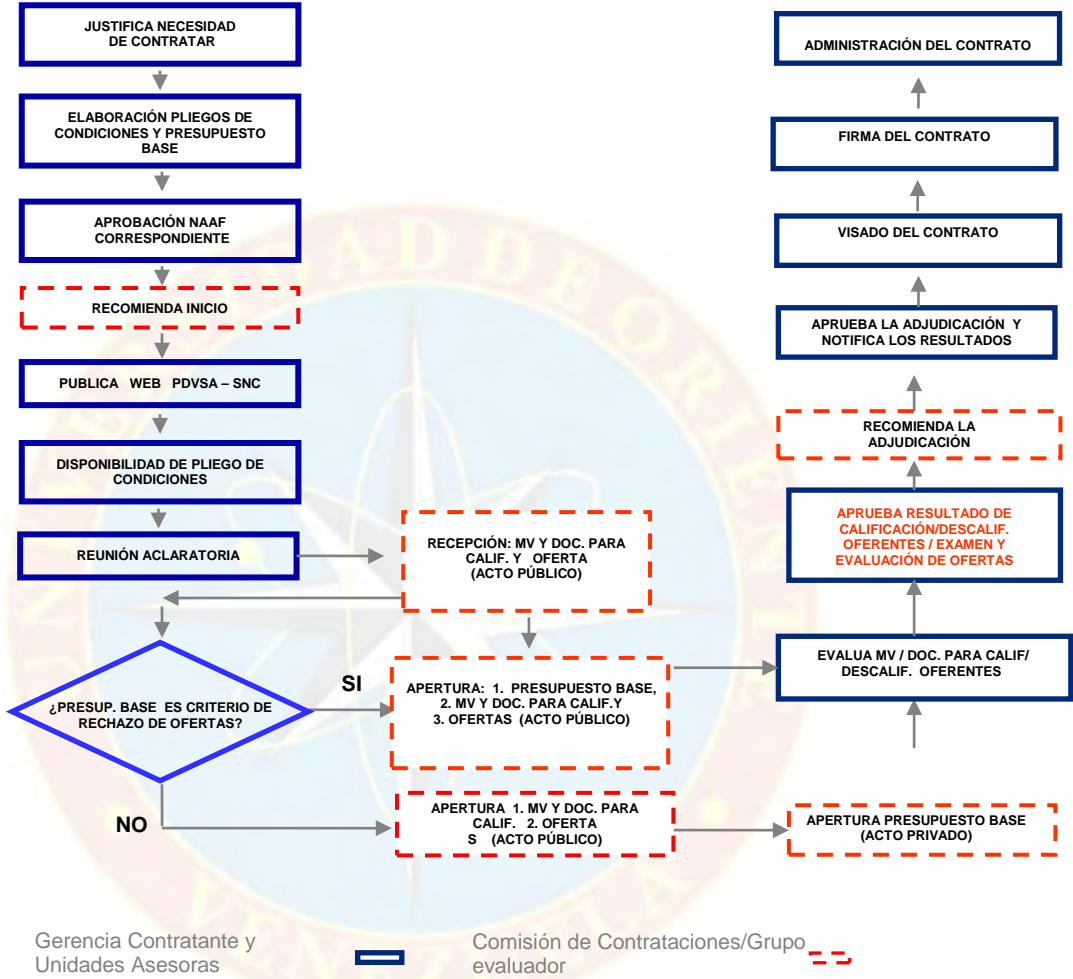 JUSTIFICA NECESIDAD
DE CONTRATAR
ELABORACIÓN PLIEGOS DE
CONDICIONES Y PRESUPUESTO
BASE
APROBACIÓN NAAF
CORRESPONDIENTE
RECOMIENDA INICIO
PUBLICA WEB PDVSA – SNC
DISPONIBILIDAD DE PLIEGO DE
CONDICIONES
REUNIÓN ACLARATORIA
RECEPCIÓN: MV Y DOC. PARA
CALIF. Y OFERTA
(ACTO PÚBLICO)
¿PRESUP. BASE ES CRITERIO DE
RECHAZO DE OFERTAS?
SI
APERTURA: 1. PRESUPUESTO BASE,
2. MV Y DOC. PARA CALIF.Y
3. OFERTAS (ACTO PÚBLICO)
NO
APERTURA 1. MV Y DOC. PARA
CALIF. 2. OFERTA
S (ACTO PÚBLICO)
APERTURA PRESUPUESTO BASE
(ACTO PRIVADO)
EVALUA MV / DOC. PARA CALIF/
DESCALIF. OFERENTES
APRUEBA RESULTADO DE
CALIFICACIÓN/DESCALIF.
OFERENTES / EXAMEN Y
EVALUACIÓN DE OFERTAS
RECOMIENDA LA
ADJUDICACIÓN
APRUEBA LA ADJUDICACIÓN Y
NOTIFICA LOS RESULTADOS
VISADO DEL CONTRATO
FIRMA DEL CONTRATO
ADMINISTRACIÓN DEL CONTRATO
Gerencia Contratante y
Unidades Asesoras
Comisión de Contrataciones/Grupo
evaluador
UNIVERSIDAD DE ORIENTE
VENEZUELA